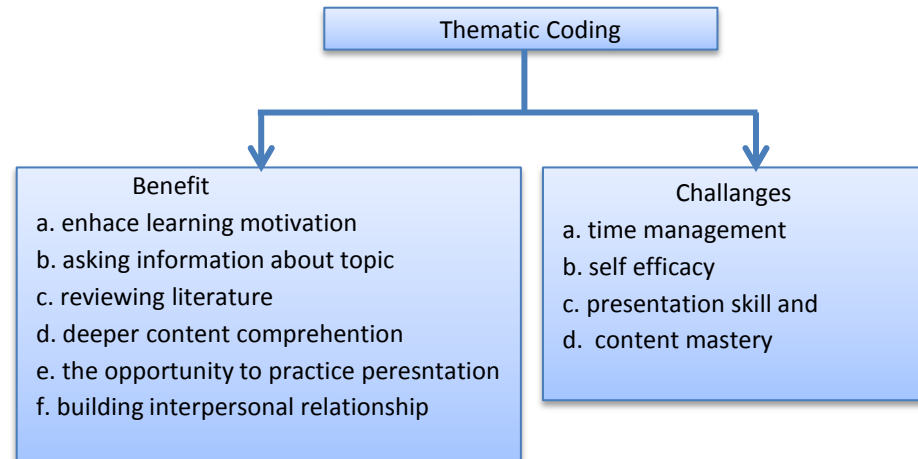 Thematic Coding
Benefit
a. enhace learning motivation
b. asking information about topic
c. reviewing literature
d. deeper content comprehention
e. the opportunity to practice peresntation
f. building interpersonal relationship
Challanges
a. time management
b. self efficacy
c. presentation skill and
d. content mastery